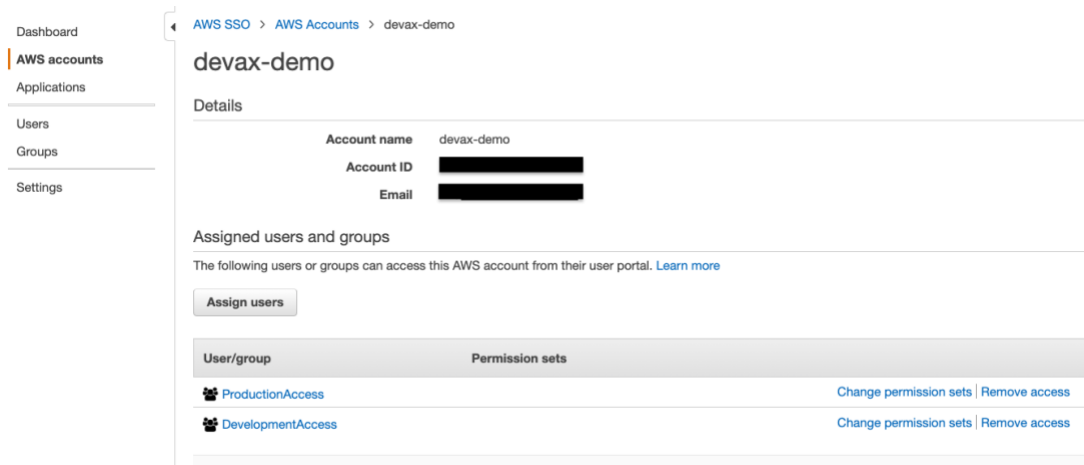 Dashboard
AWS accounts
Applications
Users
Groups
Settings
AWS SSO > AWS Accounts > devax-demo
devax-demo
Details
Account name devax-demo
Account ID
Email
Assigned users and groups
The following users or groups can access this AWS account from their user portal. Learn more
Assign users
User/group Permission sets
ProductionAccess Change permission sets | Remove access
DevelopmentAccess Change permission sets | Remove access